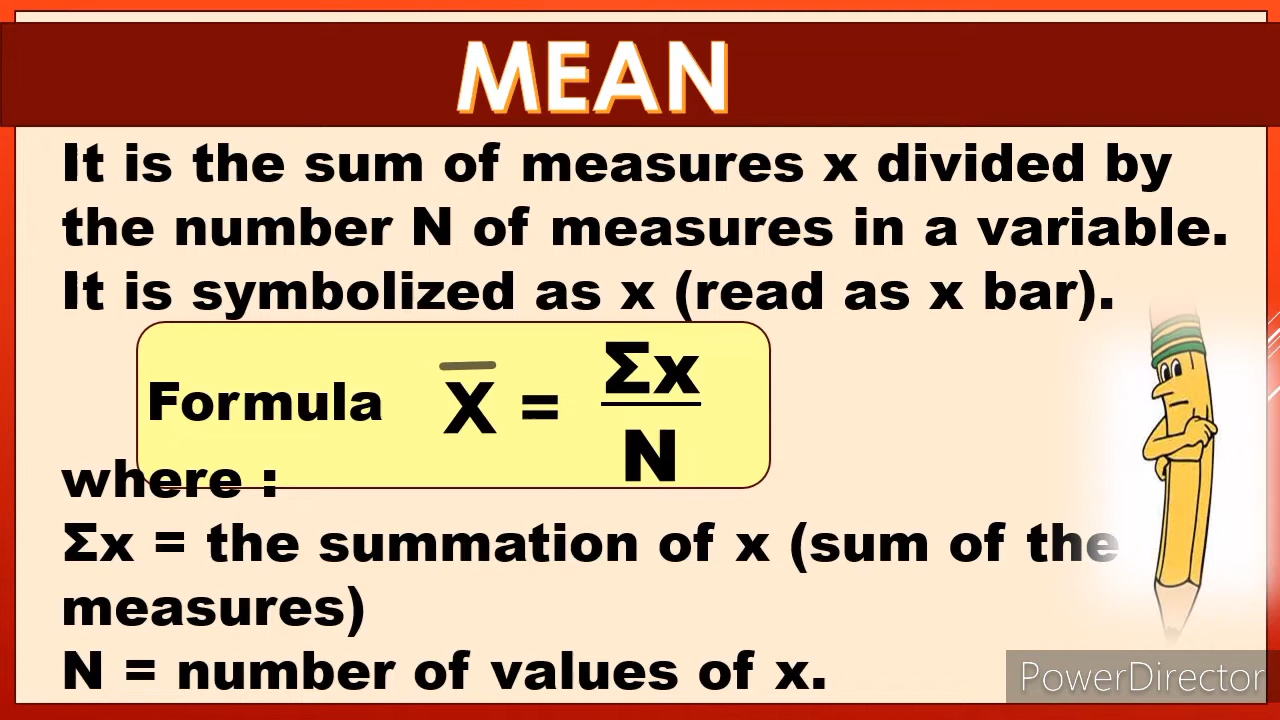 MEAN
It is the sum of measures x divided by
the number N of measures in a variable.
It is symbolized as x (read as x bar).
Formula X̅ = Σx
N
where :
Σx = the summation of x (sum of the
measures)
N = number of values of x.
PowerDirector